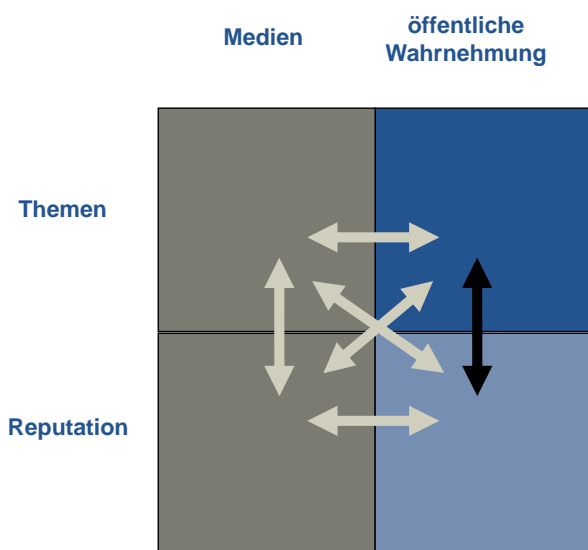 Medien
öffentliche
Wahrnehmung
Themen
Reputation